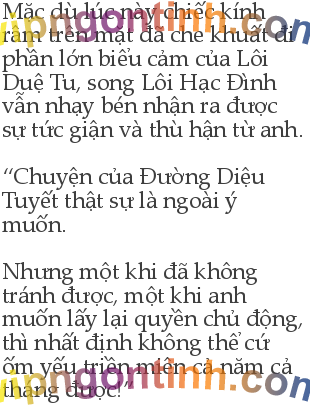 Mặc dù lúc này chiếc kính
râm trên mặt đã che khuất đi
phần lớn biểu cảm của Lôi
Duệ Tu, song Lôi Hạc Đình
vẫn nhạy bén nhận ra được
sự tức giận và thù hận từ anh.
“Chuyện của Đường Diệu
Tuyết thật sự là ngoài ý
muốn.
Nhưng một khi đã không
tránh được, một khi anh
muốn lấy lại quyền chủ động,
thì nhất định không thể cứ
ốm yếu triền miên cả năm cả
tháng được!”
vipngontinh.com
vipngontinh.com